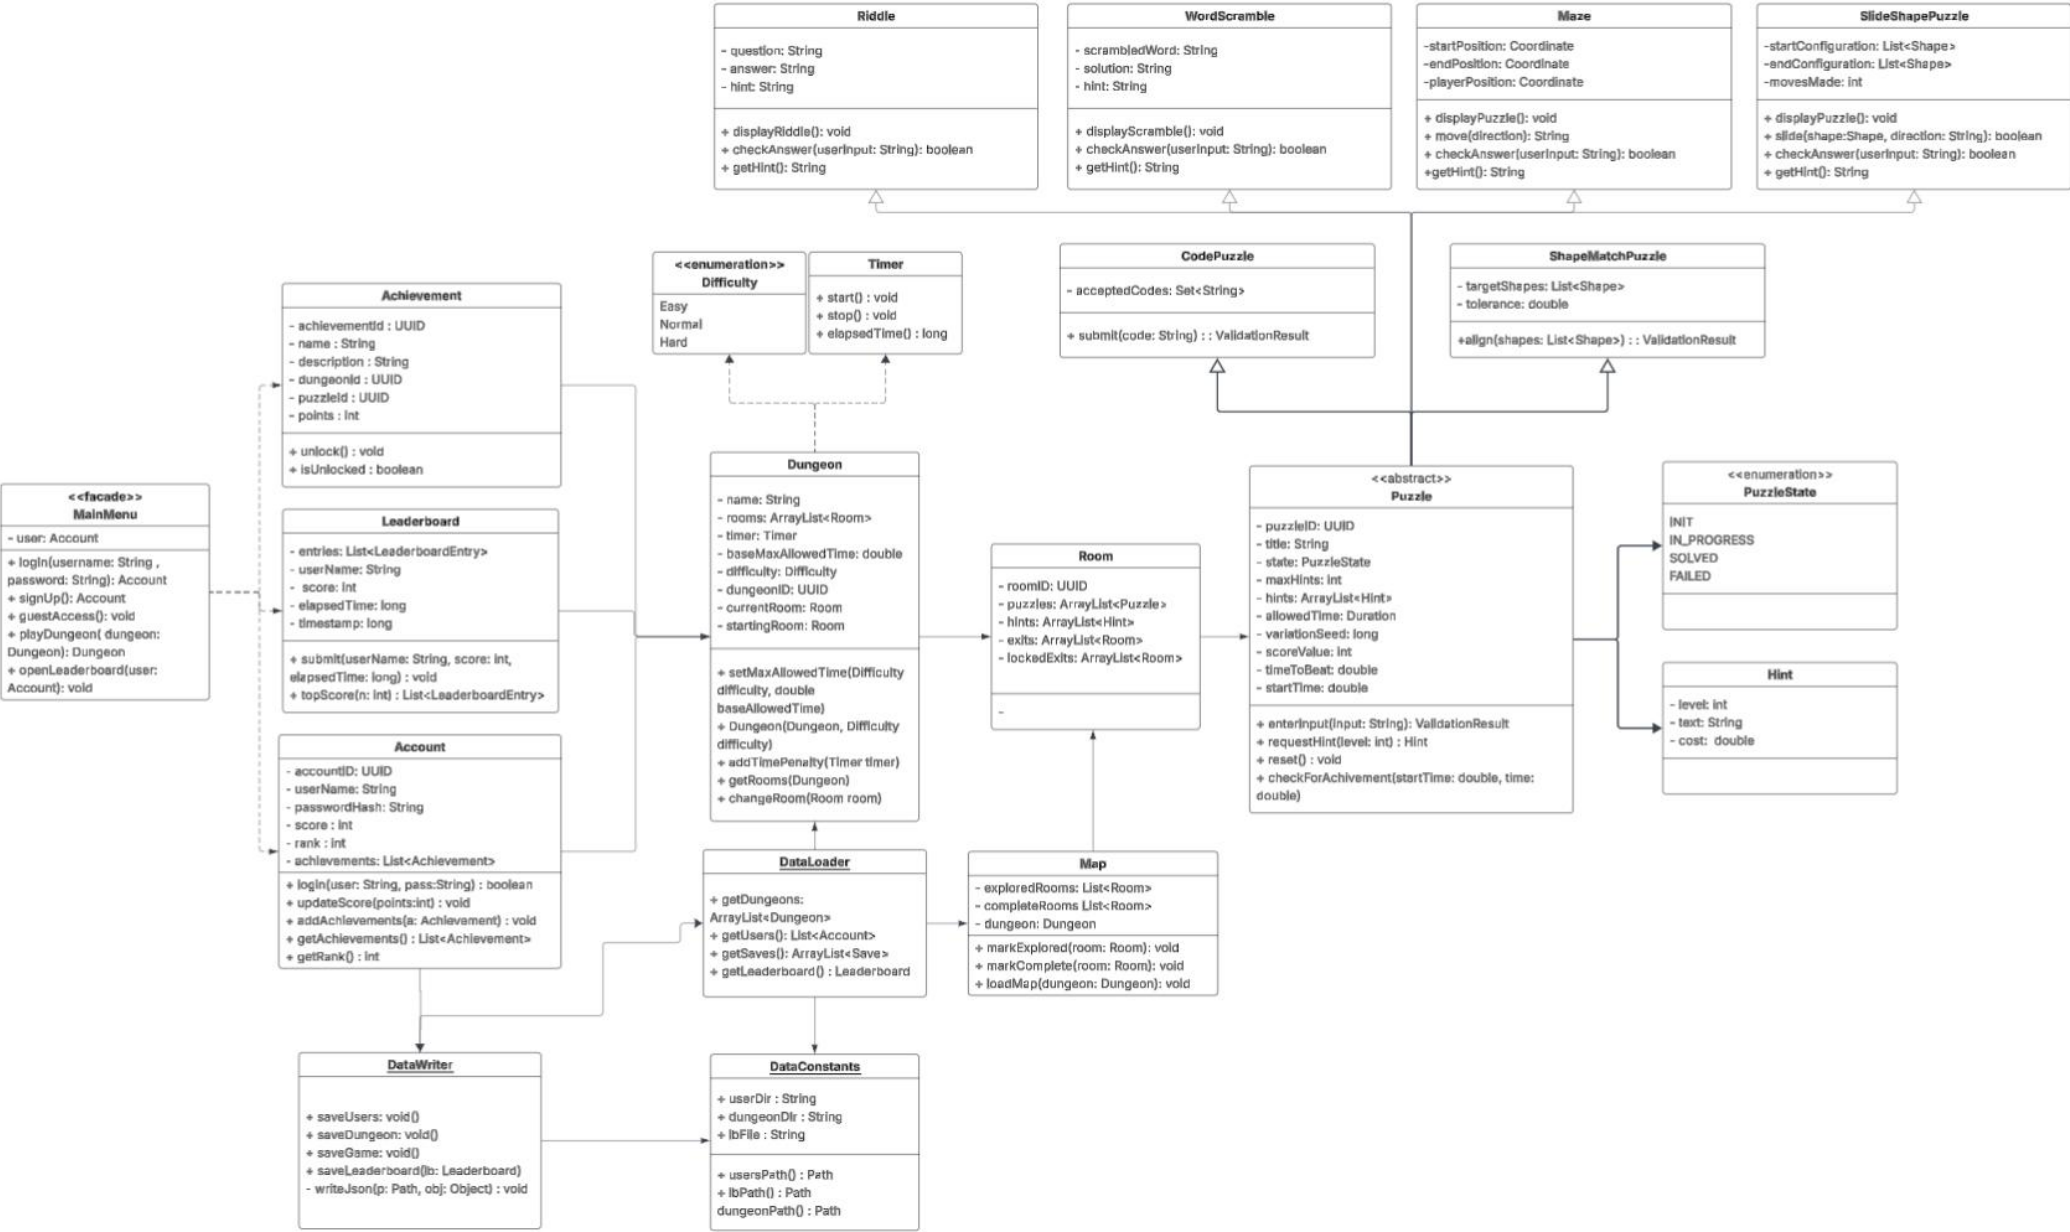 Riddle
- question: String
- answer: String
- hint: String
+ displayRiddle(): void
+ checkAnswer(userInput: String): boolean
+ getHint(): String
WordScramble
- scrambledWord: String
- solution: String
- hint: String
+ displayScramble(): void
+ checkAnswer(userInput: String): boolean
+ getHint(): String
Maze
-startPosition: Coordinate
-endPosition: Coordinate
-playerPosition: Coordinate
+ displayPuzzle(): void
+ move(direction): String
+ checkAnswer(userInput: String): boolean
+getHint(): String
SlideShapePuzzle
-startConfiguration: List<Shape>
-endConfiguration: List<Shape>
-movesMade: int
+ displayPuzzle(): void
+ slide(shape:Shape, direction: String): boolean
+ checkAnswer(userInput: String): boolean
+ getHint(): String
<<enumeration>>
Difficulty
Easy
Normal
Hard
Timer
+ start() : void
+ stop() : void
+ elapsedTime() : long
CodePuzzle
- acceptedCodes: Set<String>
+ submit(code: String) : : ValidationResult
ShapeMatchPuzzle
- targetShapes: List<Shape>
- tolerance: double
+align(shapes: List<Shape>) : : ValidationResult
Achievement
- achievementId : UUID
- name : String
- description : String
- dungeonId : UUID
- puzzleId : UUID
- points : int
+ unlock() : void
+ isUnlocked : boolean
<<facade>>
MainMenu
- user: Account
+ login(username: String ,
password: String): Account
+ signUp(): Account
+ guestAccess(): void
+ playDungeon( dungeon:
Dungeon): Dungeon
+ openLeaderboard(user:
Account): void
Leaderboard
- entries: List<LeaderboardEntry>
- userName: String
- score: int
- elapsedTime: long
- timestamp: long
+ submit(userName: String, score: int,
elapsedTime: long) : void
+ topScore(n: int) : List<LeaderboardEntry>
Account
- accountID: UUID
- userName: String
- passwordHash: String
- score : int
- rank : int
- achievements: List<Achievement>
+ login(user: String, pass:String) : boolean
+ updateScore(points:int) : void
+ addAchievements(a: Achievement) : void
+ getAchievements() : List<Achievement>
+ getRank() : int
Dungeon
- name: String
- rooms: ArrayList<Room>
- timer: Timer
- baseMaxAllowedTime: double
- difficulty: Difficulty
- dungeonID: UUID
- currentRoom: Room
- startingRoom: Room
+ setMaxAllowedTime(Difficulty
difficulty, double
baseAllowedTime)
+ Dungeon(Dungeon, Difficulty
difficulty)
+ addTimePenalty(Timer timer)
+ getRooms(Dungeon)
+ changeRoom(Room room)
Room
- roomID: UUID
- puzzles: ArrayList<Puzzle>
- hints: ArrayList<Hint>
- exits: ArrayList<Room>
- lockedExits: ArrayList<Room>
-
<<abstract>>
Puzzle
- puzzleID: UUID
- title: String
- state: PuzzleState
- maxHints: int
- hints: ArrayList<Hint>
- allowedTime: Duration
- variationSeed: long
- scoreValue: int
- timeToBeat: double
- startTime: double
+ enterInput(input: String): ValidationResult
+ requestHint(level: int) : Hint
+ reset() : void
+ checkForAchivement(startTime: double, time:
double)
<<enumeration>>
PuzzleState
INIT
IN_PROGRESS
SOLVED
FAILED
Hint
- level: int
- text: String
- cost: double
DataLoader
+ getDungeons:
ArrayList<Dungeon>
+ getUsers(): List<Account>
+ getSaves(): ArrayList<Save>
+ getLeaderboard() : Leaderboard
Map
- exploredRooms: List<Room>
- completeRooms List<Room>
- dungeon: Dungeon
+ markExplored(room: Room): void
+ markComplete(room: Room): void
+ loadMap(dungeon: Dungeon): void
DataWriter
+ saveUsers: void()
+ saveDungeon: void()
+ saveGame: void()
+ saveLeaderboard(lb: Leaderboard)
- writeJson(p: Path, obj: Object) : void
DataConstants
+ userDir : String
+ dungeonDir : String
+ lbFile : String
+ usersPath() : Path
+ lbPath() : Path
dungeonPath() : Path